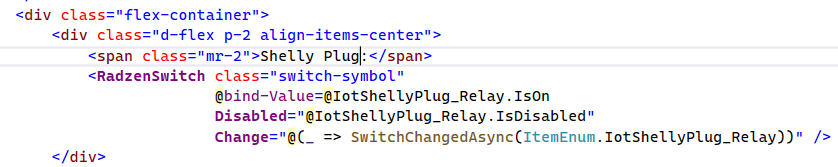 <div class="flex-container">
<div class="d-flex p-2 align-items-center">
<span class="mr-2">Shelly Plug:</span>
<RadzenSwitch class="switch-symbol"
@bind-Value=@IotShellyPlug_Relay.IsOn
Disabled="@IotShellyPlug_Relay.IsDisabled"
Change="@(_ => SwitchChangedAsync(ItemEnum.IotShellyPlug_Relay))" />
</div>